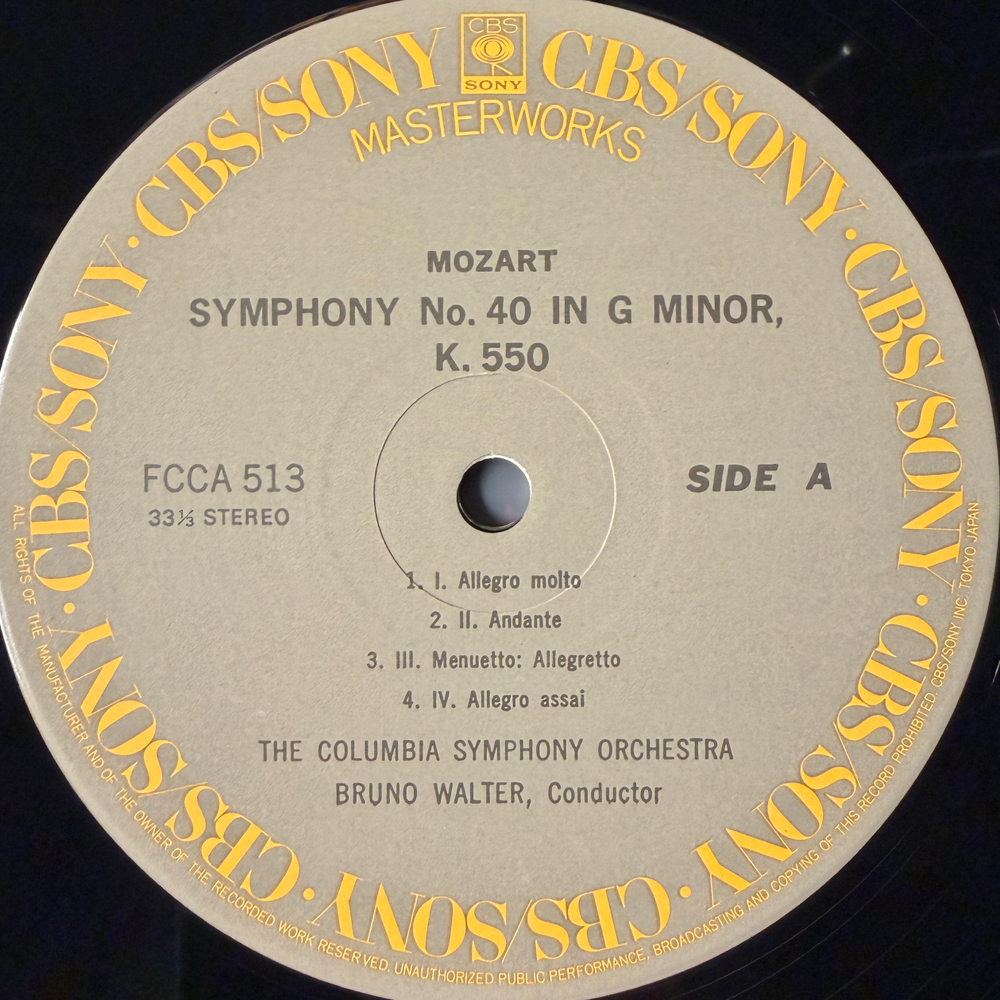 CBS
SONY
CBS/SONY · CBS/SONY · CBS/SONY · CBS/SONY · CBS/SONY · CBS/SONY · CBS/SONY · CBS/SONY
MASTERWORKS
MOZART
SYMPHONY No. 40 IN G MINOR,
K. 550
FCCA 513
33⅓ STEREO
SIDE A
1. I. Allegro molto
2. II. Andante
3. III. Menuetto: Allegretto
4. IV. Allegro assai
THE COLUMBIA SYMPHONY ORCHESTRA
BRUNO WALTER, Conductor
ALL RIGHTS OF THE MANUFACTURER AND OF THE OWNER OF THE RECORDED WORK RESERVED. UNAUTHORIZED PUBLIC PERFORMANCE, BROADCASTING AND COPYING OF THIS RECORD PROHIBITED. CBS/SONY INC. TOKYO JAPAN